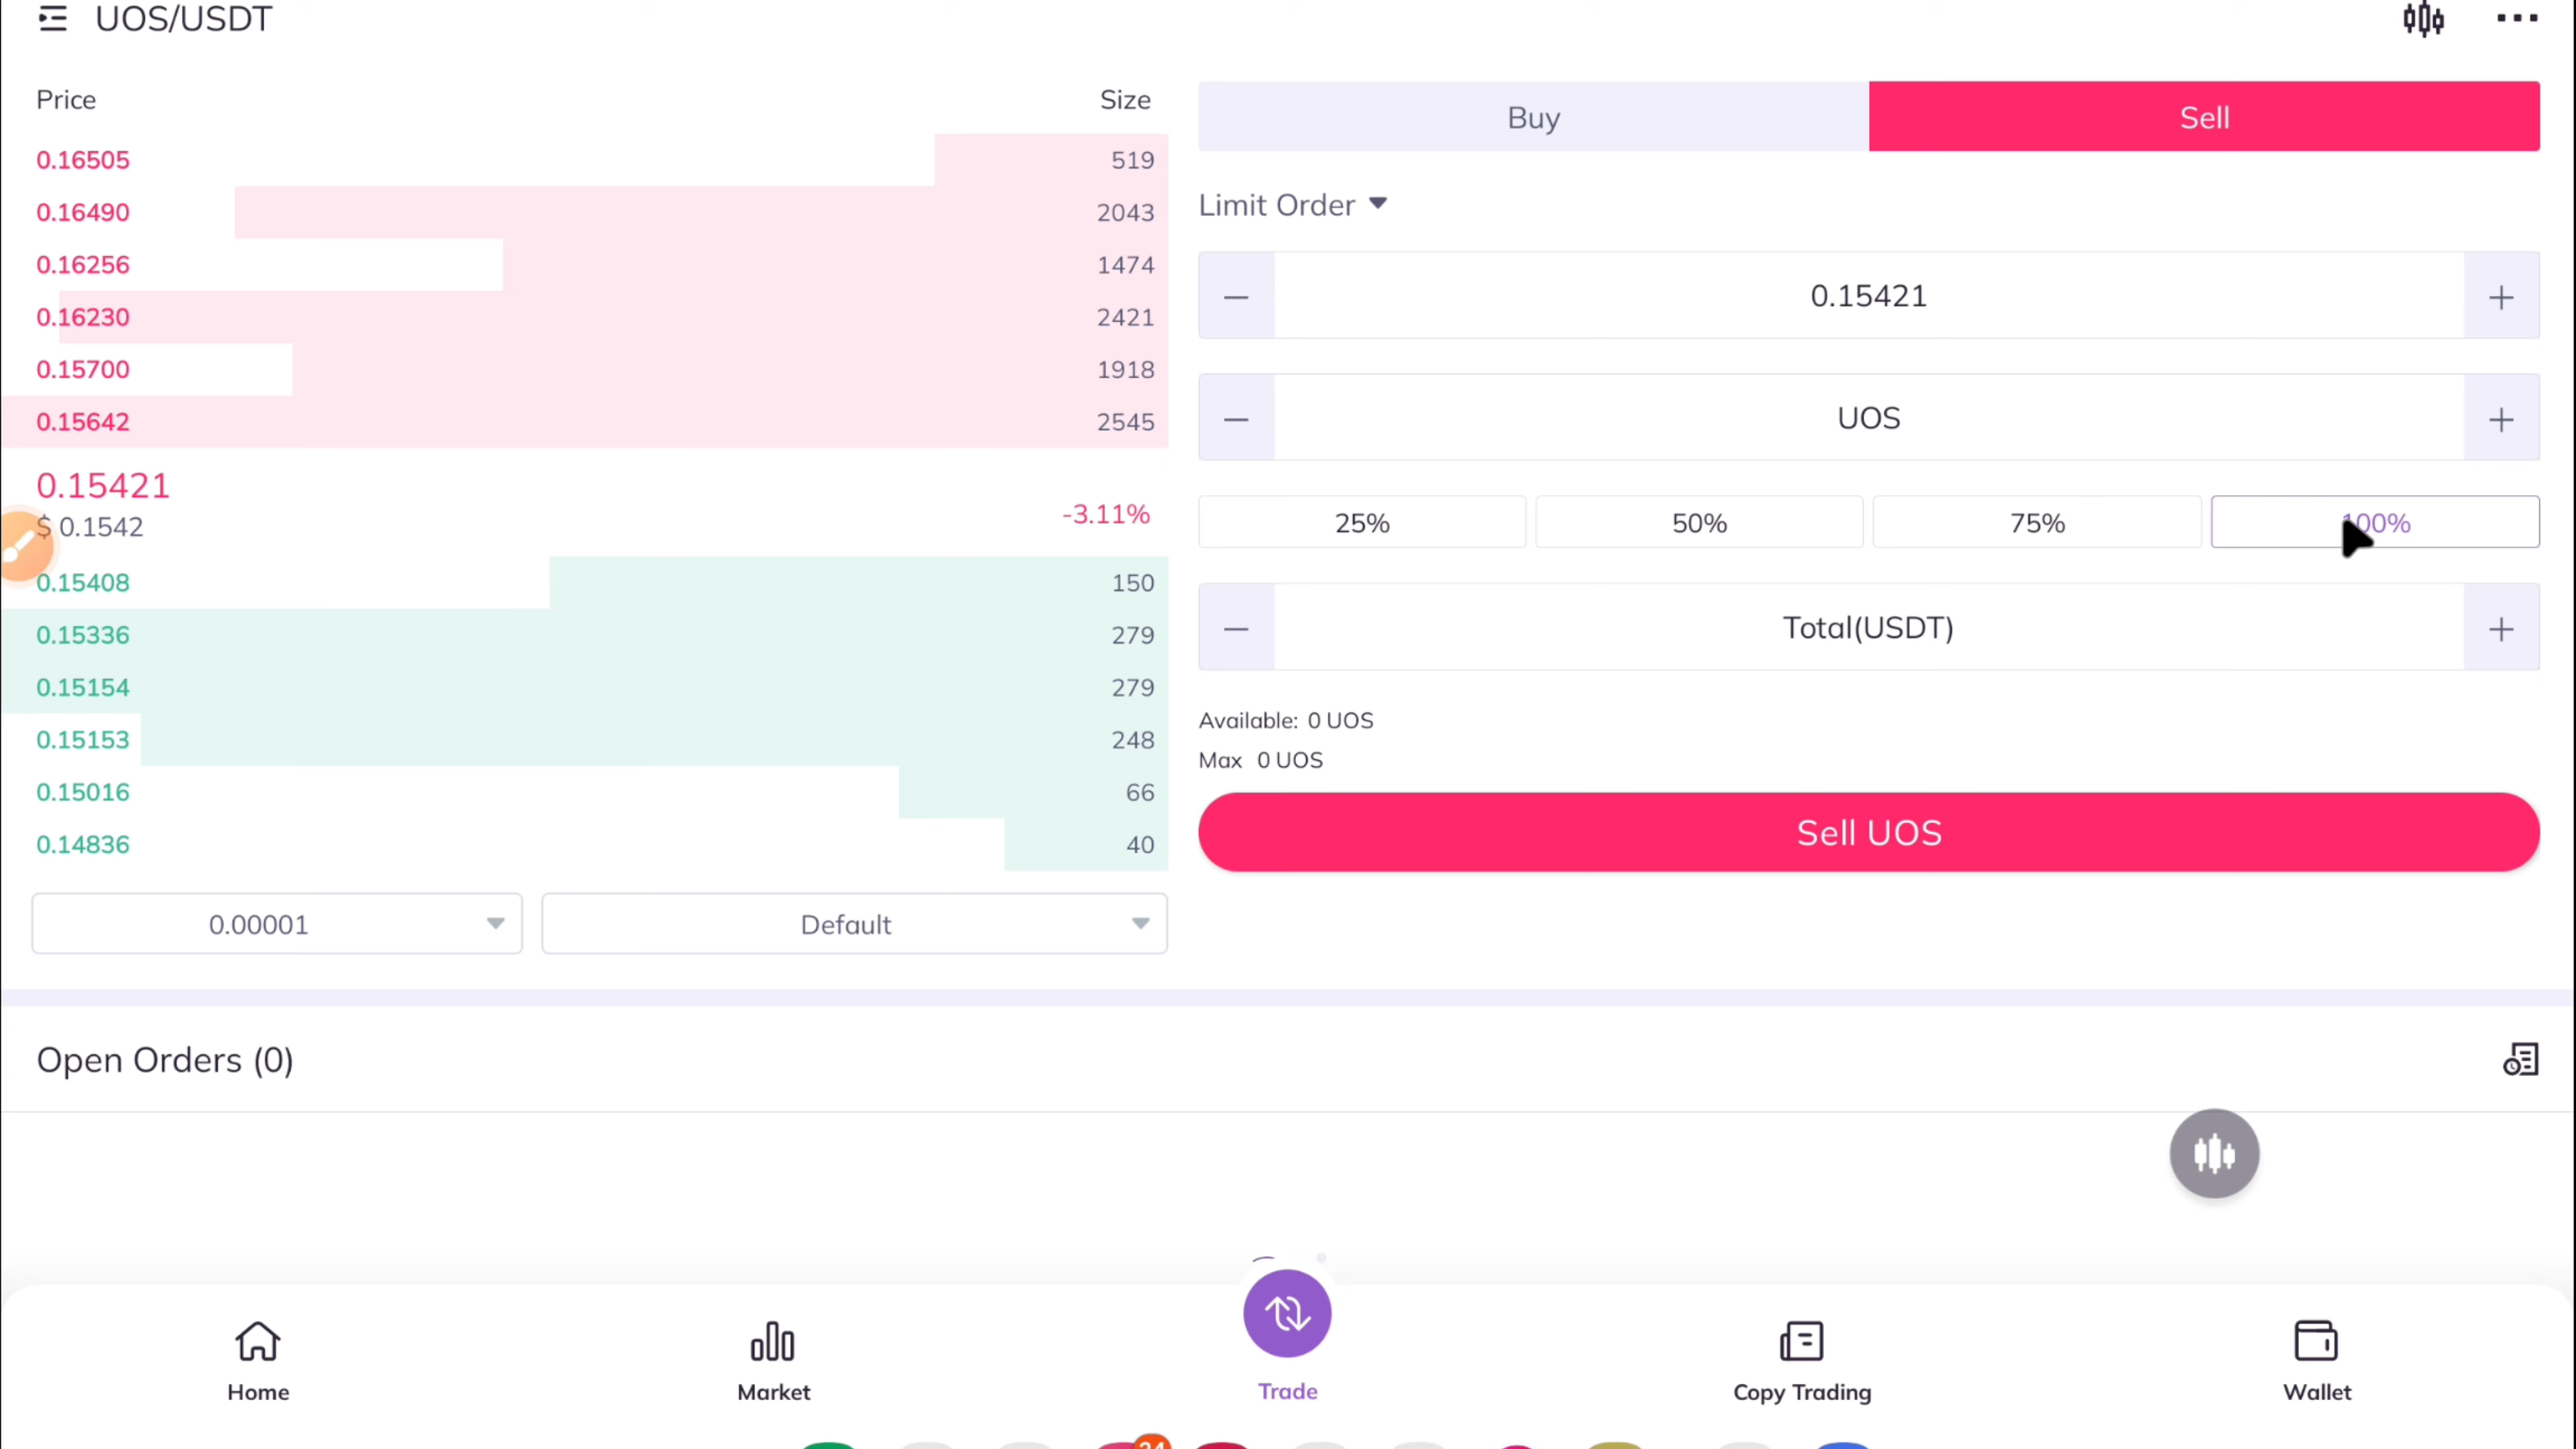 UOS/USDT
Price Size
0.16505 519
0.16490 2043
0.16256 1474
0.16230 2421
0.15700 1918
0.15642 2545
0.15421
$ 0.1542
-3.11%
0.15408 150
0.15336 279
0.15154 279
0.15153 248
0.15016 66
0.14836 40
0.00001 Default
Buy Sell
Limit Order
0.15421
UOS
25% 50% 75% 100%
Total(USDT)
Available: 0 UOS
Max 0 UOS
Sell UOS
Open Orders (0)
Home Market Trade Copy Trading Wallet